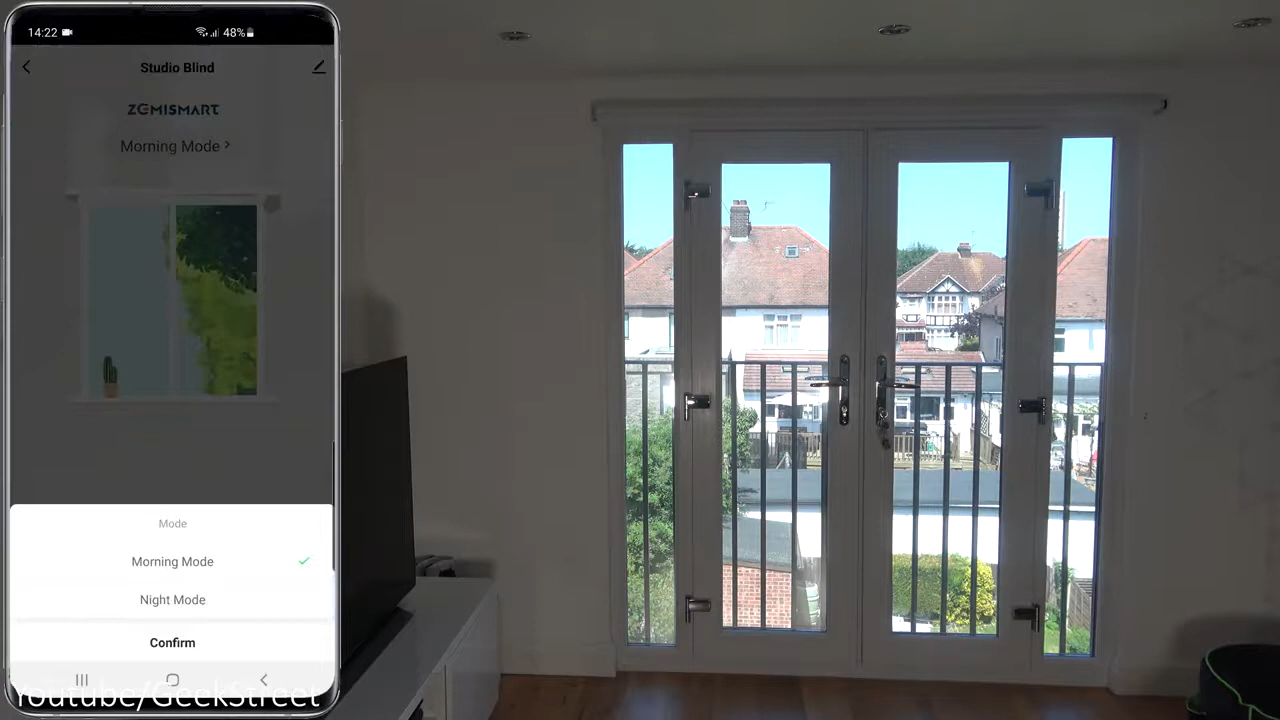 14:22
48%
Studio Blind
ZEMISMART
Morning Mode >
Mode
Morning Mode
Night Mode
Confirm
Youtube/GeekStreet